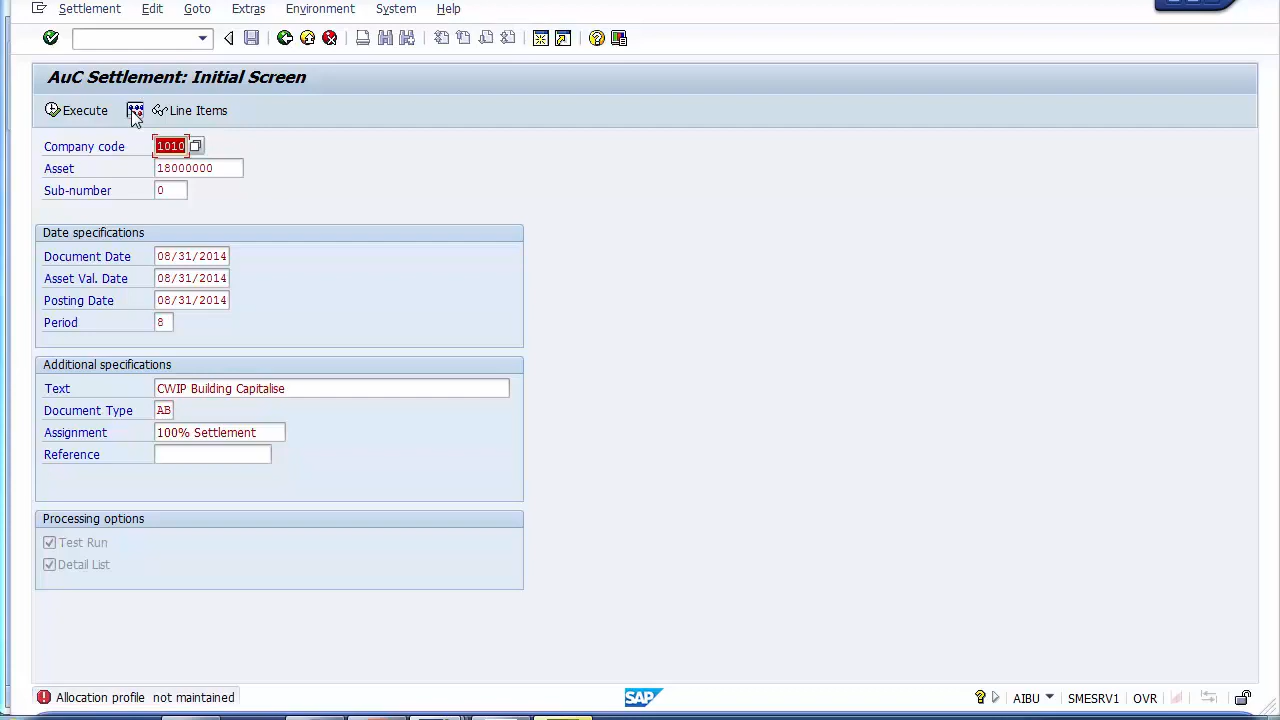 Settlement Edit Goto Extras Environment System Help
AuC Settlement: Initial Screen
Execute Line Items
Company code 1010
Asset 18000000
Sub-number 0
Date specifications
Document Date 08/31/2014
Asset Val. Date 08/31/2014
Posting Date 08/31/2014
Period 8
Additional specifications
Text CWIP Building Capitalise
Document Type AB
Assignment 100% Settlement
Reference
Processing options
Test Run
Detail List
Allocation profile not maintained SAP AIBU SMESRV1 OVR